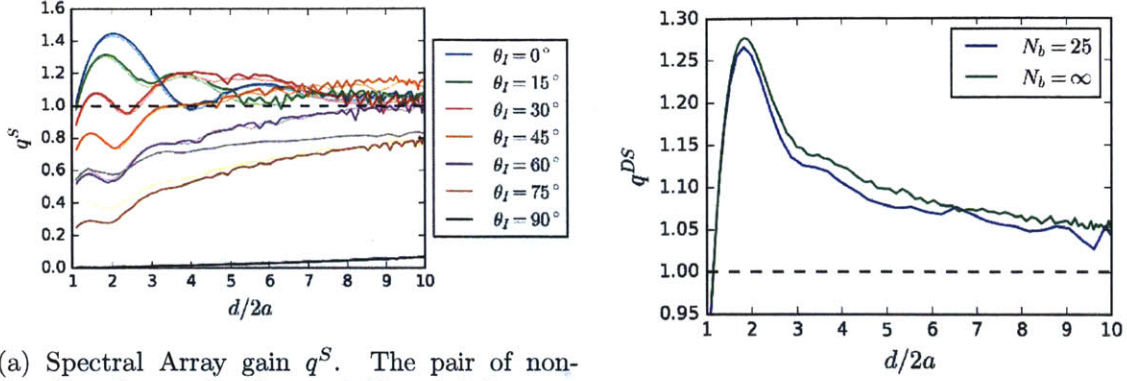 1.6
1.4
1.2
1.0
0.8
0.6
0.4
0.2
0.0
q^S
1 2 3 4 5 6 7 8 9 10
d/2a
θ_I = 0°
θ_I = 15°
θ_I = 30°
θ_I = 45°
θ_I = 60°
θ_I = 75°
θ_I = 90°
(a) Spectral Array gain q^S. The pair of non-
1.30
1.25
1.20
1.15
1.10
1.05
1.00
0.95
q^DS
1 2 3 4 5 6 7 8 9 10
d/2a
N_b = 25
N_b = ∞